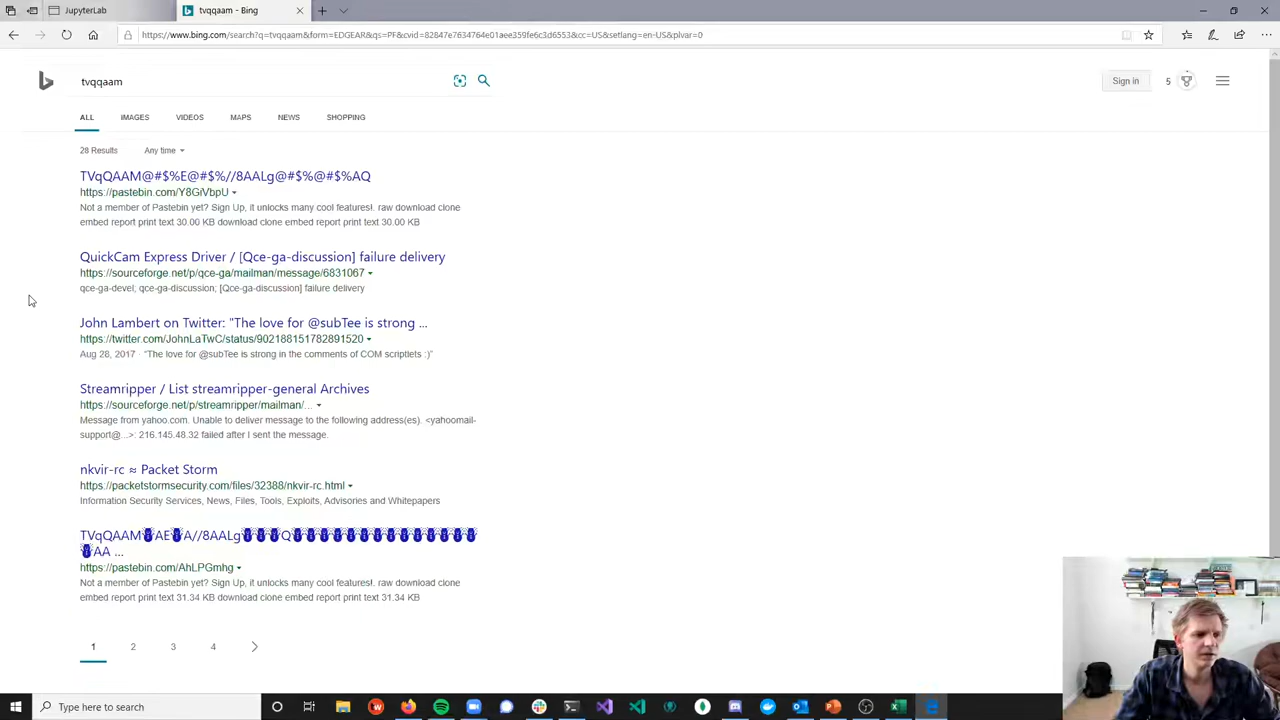 JupyterLab
tvqqaam - Bing
https://www.bing.com/search?q=tvqqaam&form=EDGEAR&qs=PF&cvid=82847e7634764e01aee359fe6c3d6553&cc=US&setlang=en-US&plvar=0
tvqqaam
Sign in
5
ALL IMAGES VIDEOS MAPS NEWS SHOPPING
28 Results Any time
TVqQAAM@#$%E@#$%//8AALg@#$%@#$%AQ
https://pastebin.com/Y8GiVbpU
Not a member of Pastebin yet? Sign Up, it unlocks many cool features!. raw download clone
embed report print text 30.00 KB download clone embed report print text 30.00 KB
QuickCam Express Driver / [Qce-ga-discussion] failure delivery
https://sourceforge.net/p/qce-ga/mailman/message/6831067
qce-ga-devel; qce-ga-discussion; [Qce-ga-discussion] failure delivery
John Lambert on Twitter: "The love for @subTee is strong ...
https://twitter.com/JohnLaTwC/status/902188151782891520
Aug 28, 2017 · "The love for @subTee is strong in the comments of COM scriptlets :)"
Streamripper / List streamripper-general Archives
https://sourceforge.net/p/streamripper/mailman/...
Message from yahoo.com. Unable to deliver message to the following address(es). <yahoomail-
support@...>: 216.145.48.32 failed after I sent the message.
nkvir-rc ≈ Packet Storm
https://packetstormsecurity.com/files/32388/nkvir-rc.html
Information Security Services, News, Files, Tools, Exploits, Advisories and Whitepapers
TVqQAAM☃AE☃A//8AALg☃☃☃Q☃☃☃☃☃☃☃☃☃☃☃☃☃☃
☃AA ...
https://pastebin.com/AhLPGmhg
Not a member of Pastebin yet? Sign Up, it unlocks many cool features!. raw download clone
embed report print text 31.34 KB download clone embed report print text 31.34 KB
1 2 3 4
Type here to search